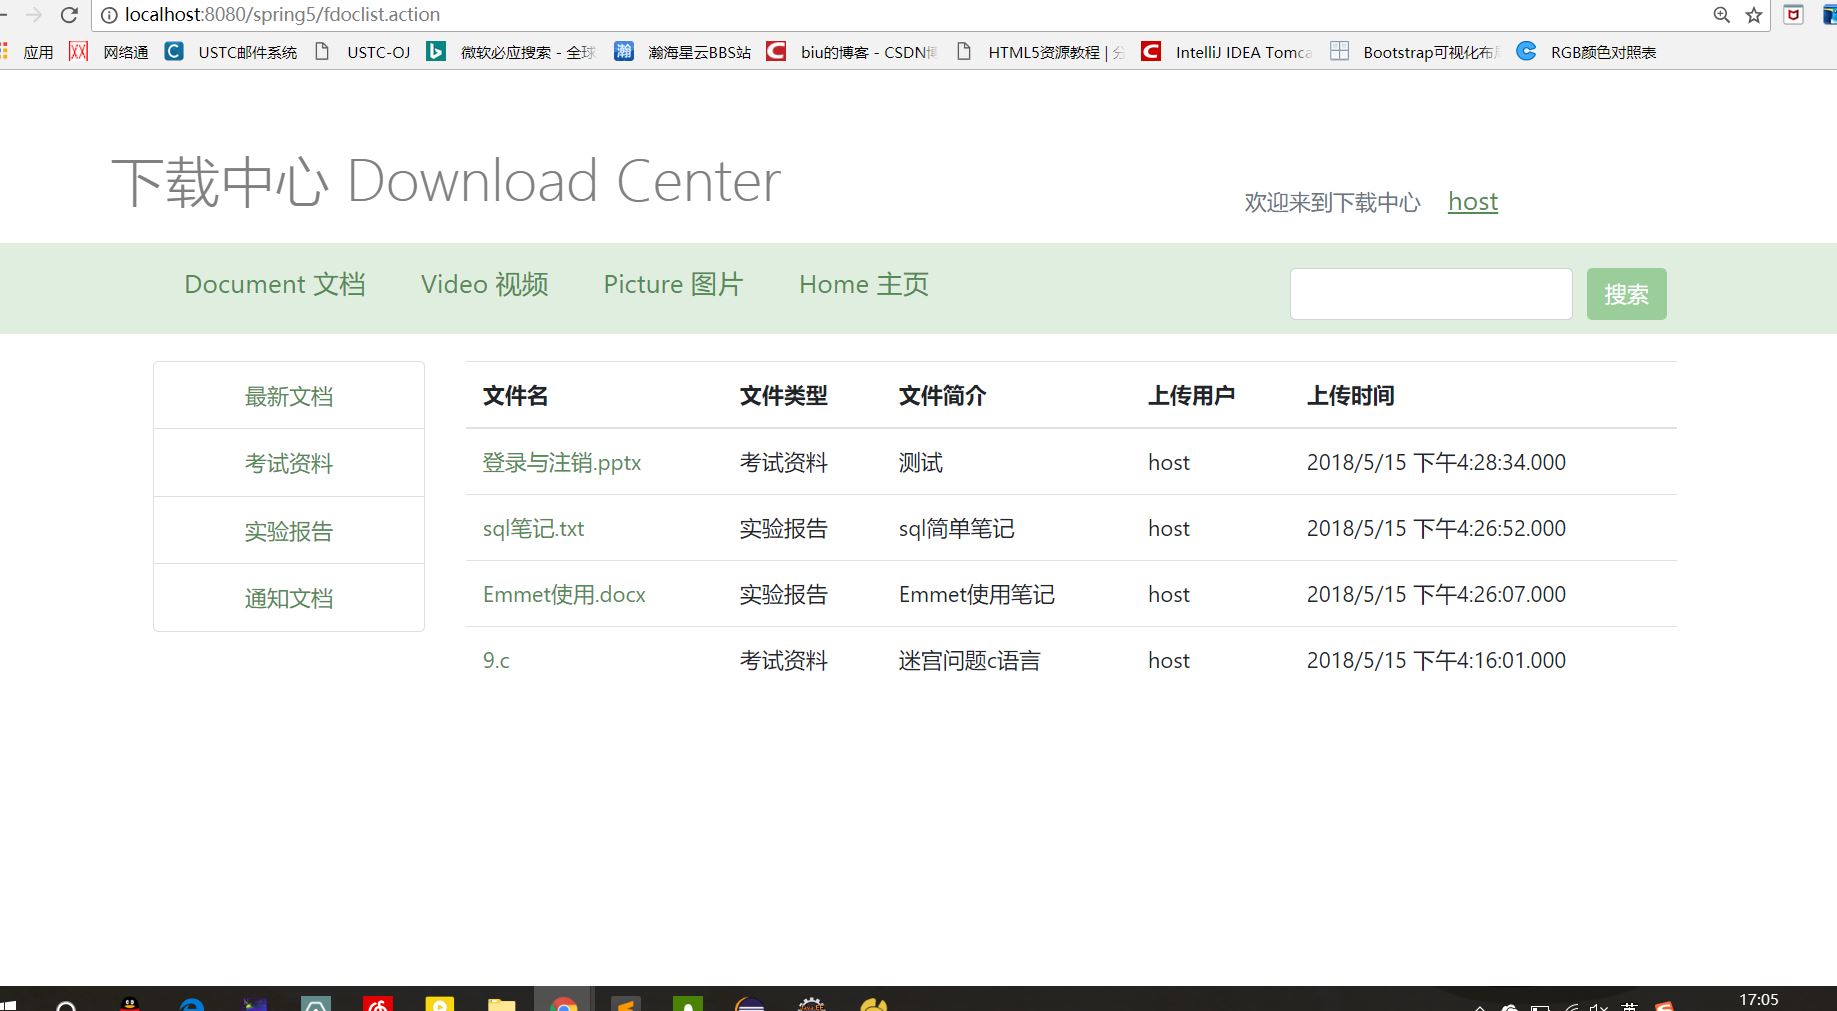 localhost:8080/spring5/fdoclist.action
应用 网络通 USTC邮件系统 USTC-OJ 微软必应搜索 - 全球 瀚海星云BBS站 biu的博客 - CSDN博 HTML5资源教程 | 分 IntelliJ IDEA Tomca Bootstrap可视化布局 RGB颜色对照表
下载中心 Download Center
欢迎来到下载中心 host
Document 文档 Video 视频 Picture 图片 Home 主页 搜索
最新文档
考试资料
实验报告
通知文档
文件名 文件类型 文件简介 上传用户 上传时间
登录与注销.pptx 考试资料 测试 host 2018/5/15 下午4:28:34.000
sql笔记.txt 实验报告 sql简单笔记 host 2018/5/15 下午4:26:52.000
Emmet使用.docx 实验报告 Emmet使用笔记 host 2018/5/15 下午4:26:07.000
9.c 考试资料 迷宫问题c语言 host 2018/5/15 下午4:16:01.000
英 17:05